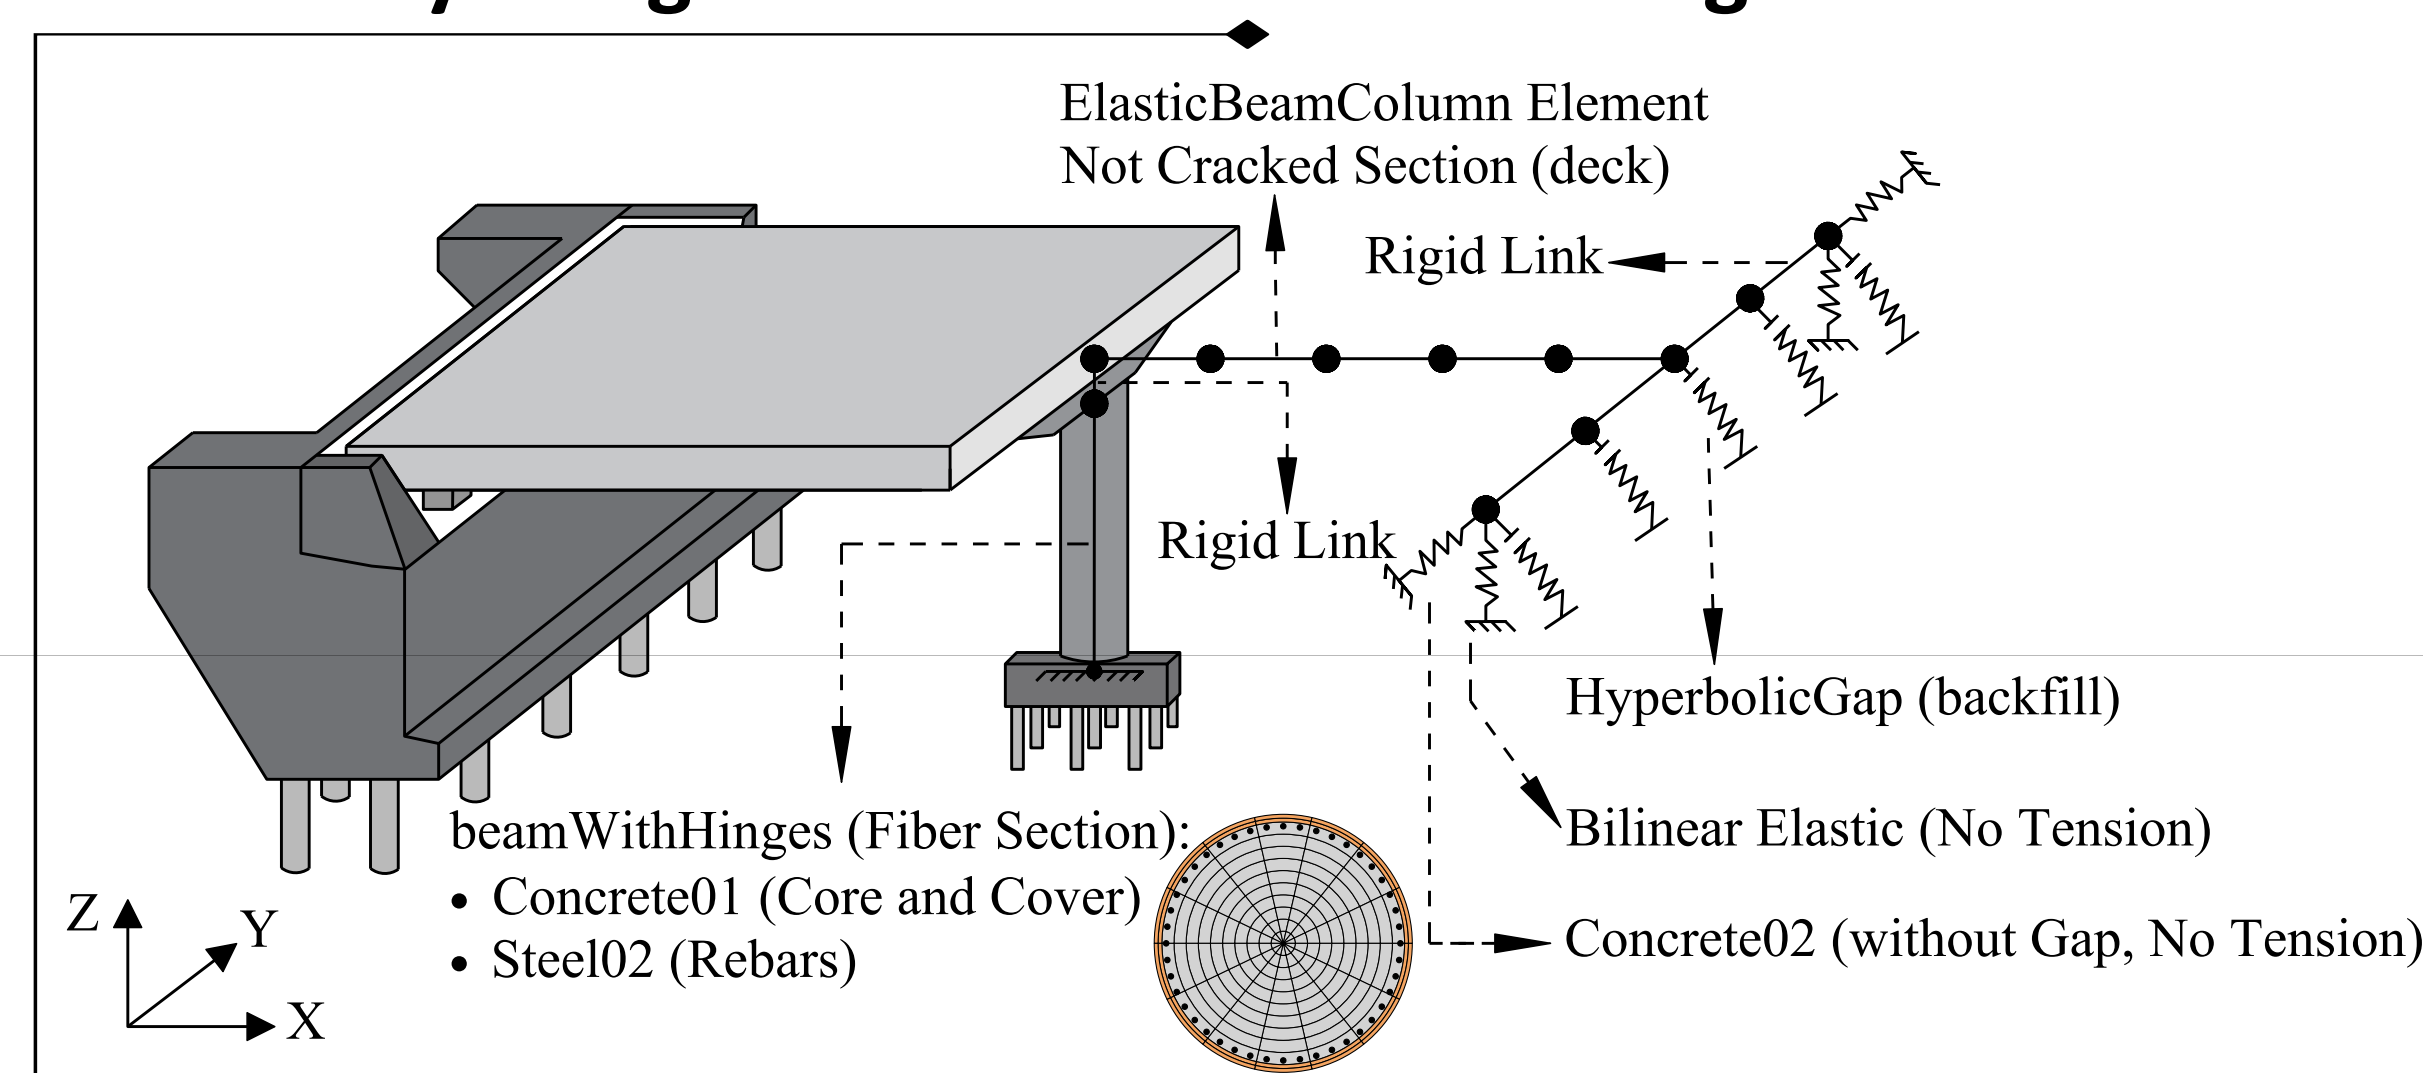 ElasticBeamColumn Element
Not Cracked Section (deck)
Rigid Link
Rigid Link
HyperbolicGap (backfill)
beamWithHinges (Fiber Section):
• Concrete01 (Core and Cover)
• Steel02 (Rebars)
Bilinear Elastic (No Tension)
Concrete02 (without Gap, No Tension)
Z
Y
X